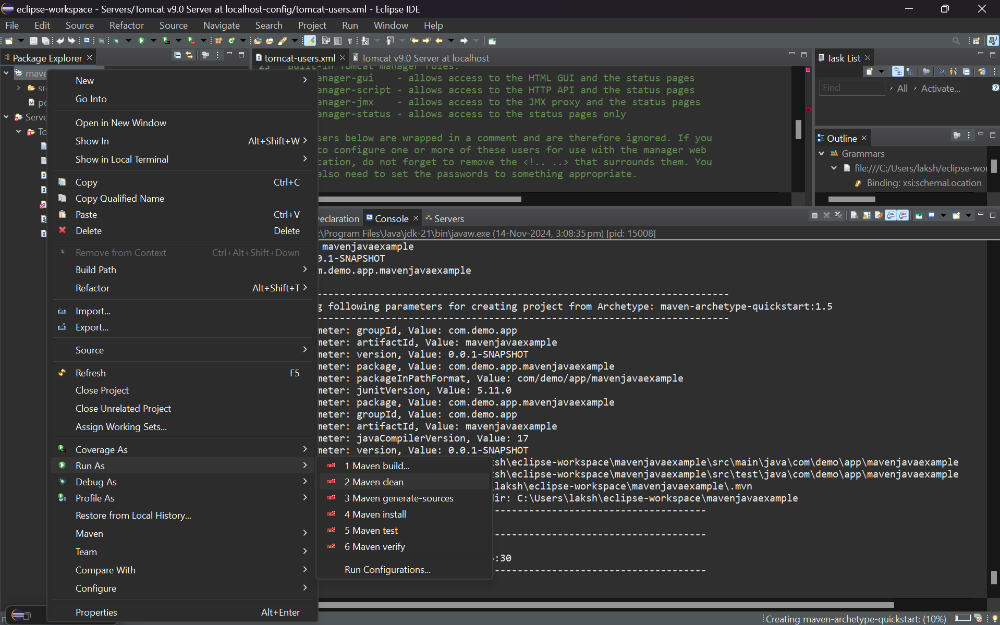 eclipse-workspace - Servers/Tomcat v9.0 Server at localhost-config/tomcat-users.xml - Eclipse IDE
File Edit Source Refactor Source Navigate Search Project Run Window Help
Package Explorer
tomcat-users.xml
Tomcat v9.0 Server at localhost
Task List
mave
sr
po
Serve
To
New
Go Into
Open in New Window
Show In Alt+Shift+W
Show in Local Terminal
Copy Ctrl+C
Copy Qualified Name
Paste Ctrl+V
Delete Delete
Remove from Context Ctrl+Alt+Shift+Down
Build Path
Refactor Alt+Shift+T
Import...
Export...
Source
Refresh F5
Close Project
Close Unrelated Project
Assign Working Sets...
Coverage As
Run As
Debug As
Profile As
Restore from Local History...
Maven
Team
Compare With
Configure
Properties Alt+Enter
1 Maven build...
2 Maven clean
3 Maven generate-sources
4 Maven install
5 Maven test
6 Maven verify
Run Configurations...
23 Built-in Tomcat manager roles:
anager-gui - allows access to the HTML GUI and the status pages
anager-script - allows access to the HTTP API and the status pages
anager-jmx - allows access to the JMX proxy and the status pages
anager-status - allows access to the status pages only
sers below are wrapped in a comment and are therefore ignored. If you
to configure one or more of these users for use with the manager web
cation, do not forget to remove the <!.. ..> that surrounds them. You
also need to set the passwords to something appropriate.
Find All Activate...
Outline
Grammars
file:///C:/Users/laksh/eclipse-wor
Binding: xsi:schemaLocation
Declaration Console Servers
:\Program Files\Java\jdk-21\bin\javaw.exe (14-Nov-2024, 3:08:35 pm) [pid: 15008]
mavenjavaexample
0.1-SNAPSHOT
m.demo.app.mavenjavaexample
------------------------------------------------------------------------
g following parameters for creating project from Archetype: maven-archetype-quickstart:1.5
------------------------------------------------------------------------
meter: groupId, Value: com.demo.app
meter: artifactId, Value: mavenjavaexample
meter: version, Value: 0.0.1-SNAPSHOT
meter: package, Value: com.demo.app.mavenjavaexample
meter: packageInPathFormat, Value: com/demo/app/mavenjavaexample
meter: junitVersion, Value: 5.11.0
meter: package, Value: com.demo.app.mavenjavaexample
meter: groupId, Value: com.demo.app
meter: artifactId, Value: mavenjavaexample
meter: javaCompilerVersion, Value: 17
meter: version, Value: 0.0.1-SNAPSHOT
sh\eclipse-workspace\mavenjavaexample\src\main\java\com\demo\app\mavenjavaexample
sh\eclipse-workspace\mavenjavaexample\src\test\java\com\demo\app\mavenjavaexample
laksh\eclipse-workspace\mavenjavaexample\.mvn
ir: C:\Users\laksh\eclipse-workspace\mavenjavaexample
-------------------------------------
-------------------------------------
:30
-------------------------------------
Creating maven-archetype-quickstart: (10%)